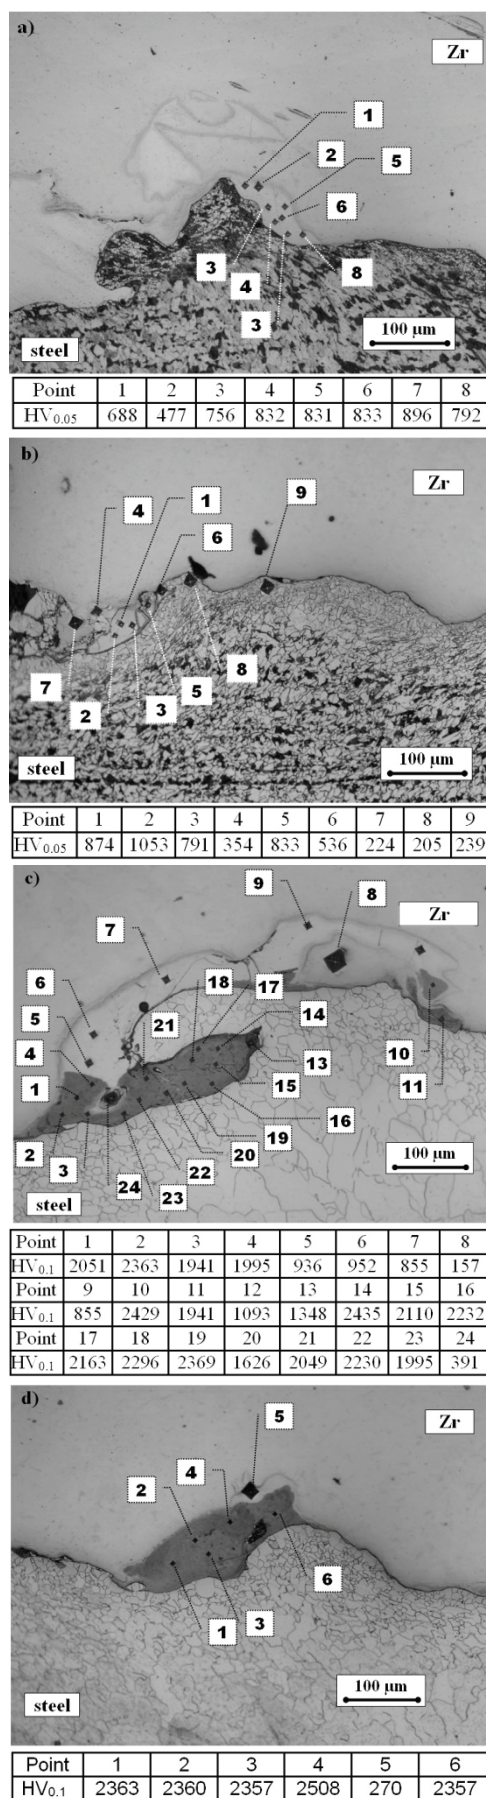 a)
Zr
1
2
5
6
3
4
8
3
100 µm
steel
Point 1 2 3 4 5 6 7 8
HV0.05 688 477 756 832 831 833 896 792
b)
Zr
9
4
1
6
7
2
3
5
8
100 µm
steel
Point 1 2 3 4 5 6 7 8 9
HV0.05 874 1053 791 354 833 536 224 205 239
c)
9
8
Zr
7
6
18
17
5
21
14
4
13
10
1
15
11
2
16
3
19
20
24
22
23
steel
100 µm
Point 1 2 3 4 5 6 7 8
HV0.1 2051 2363 1941 1995 936 952 855 157
Point 9 10 11 12 13 14 15 16
HV0.1 855 2429 1941 1093 1348 2435 2110 2232
Point 17 18 19 20 21 22 23 24
HV0.1 2163 2296 2369 1626 2049 2230 1995 391
d)
5
Zr
4
2
6
1
3
100 µm
steel
Point 1 2 3 4 5 6
HV0.1 2363 2360 2357 2508 270 2357